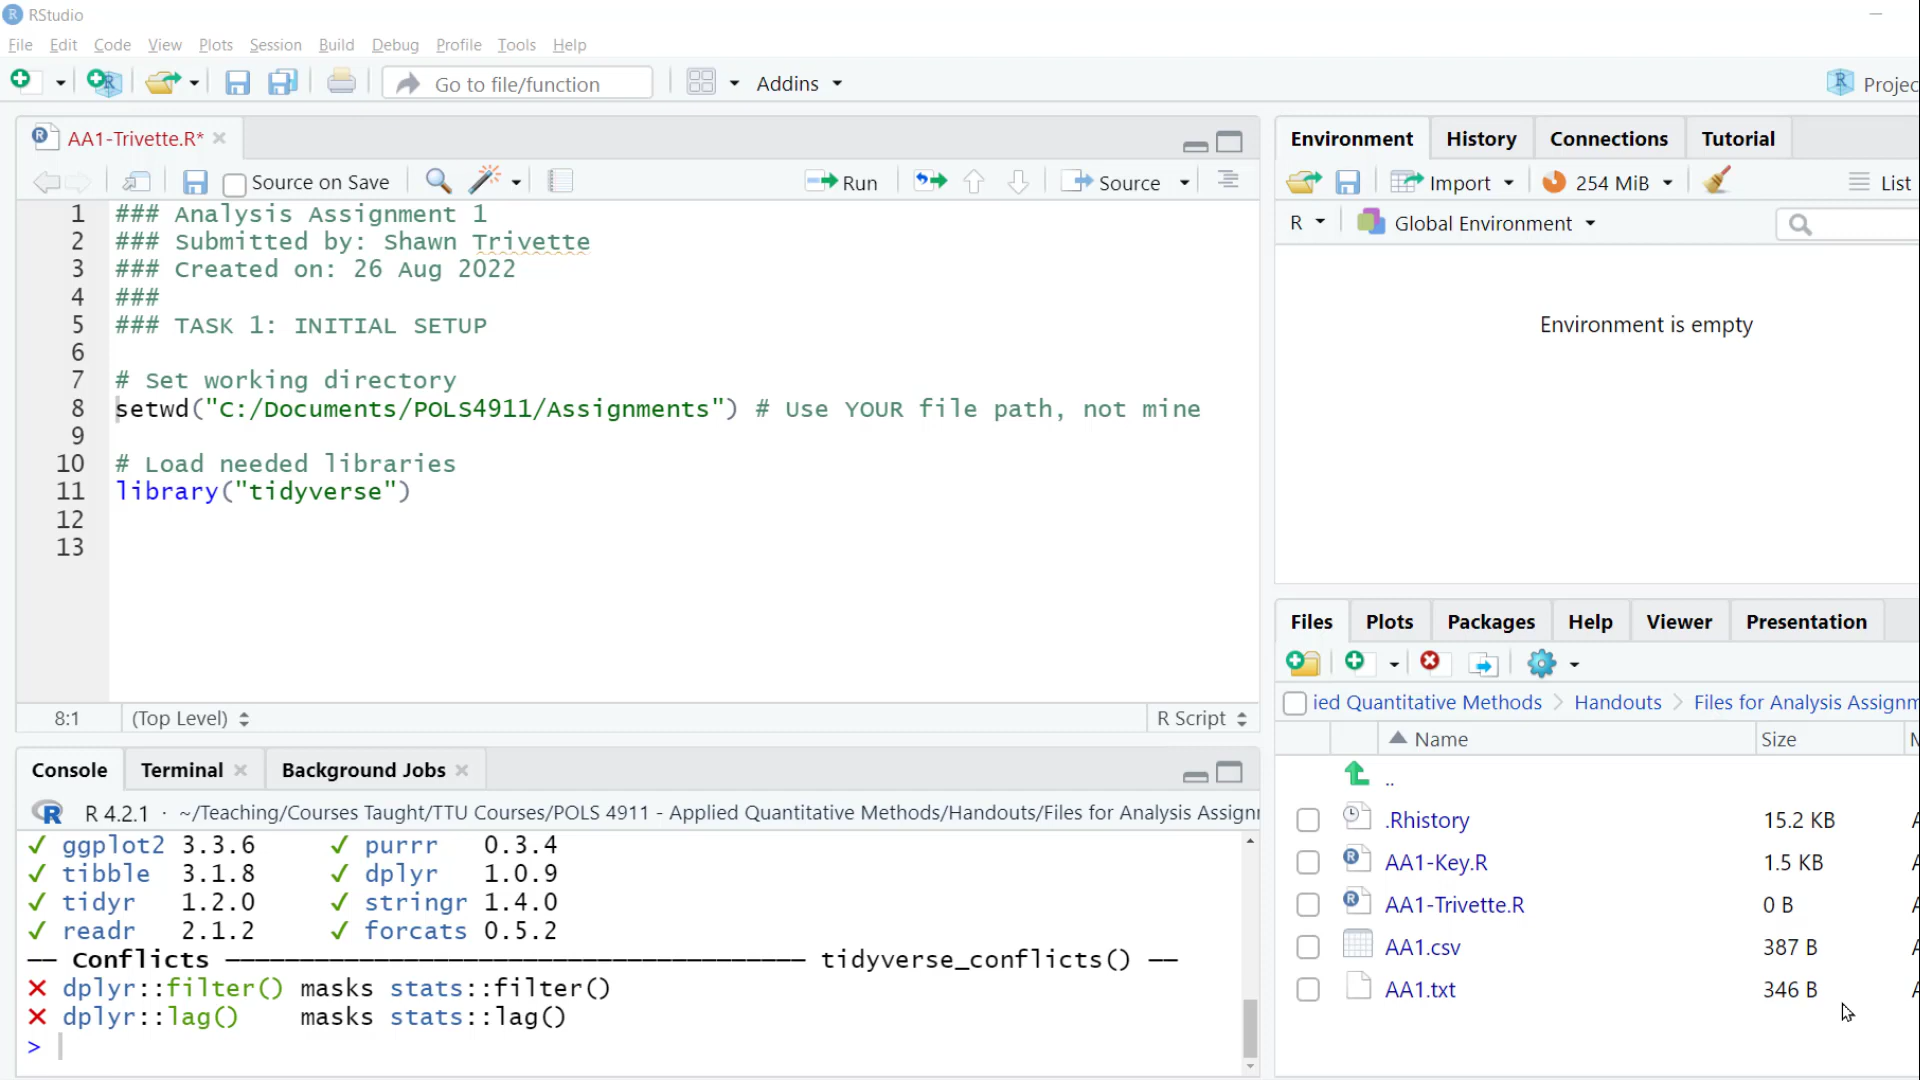 RStudio
File Edit Code View Plots Session Build Debug Profile Tools Help
Go to file/function
Addins
Projec
AA1-Trivette.R*
Source on Save
Run
Source
1 ### Analysis Assignment 1
2 ### Submitted by: Shawn Trivette
3 ### Created on: 26 Aug 2022
4 ###
5 ### TASK 1: INITIAL SETUP
6
7 # Set working directory
8 setwd("C:/Documents/POLS4911/Assignments") # Use YOUR file path, not mine
9
10 # Load needed libraries
11 library("tidyverse")
12
13
8:1 (Top Level) R Script
Console Terminal Background Jobs
R 4.2.1 · ~/Teaching/Courses Taught/TTU Courses/POLS 4911 - Applied Quantitative Methods/Handouts/Files for Analysis Assign
✓ ggplot2 3.3.6 ✓ purrr 0.3.4
✓ tibble 3.1.8 ✓ dplyr 1.0.9
✓ tidyr 1.2.0 ✓ stringr 1.4.0
✓ readr 2.1.2 ✓ forcats 0.5.2
── Conflicts ─────────────────────────────────────── tidyverse_conflicts() ──
✕ dplyr::filter() masks stats::filter()
✕ dplyr::lag() masks stats::lag()
>
Environment History Connections Tutorial
Import 254 MiB List
R Global Environment
Environment is empty
Files Plots Packages Help Viewer Presentation
ied Quantitative Methods > Handouts > Files for Analysis Assignm
Name Size
..
.Rhistory 15.2 KB
AA1-Key.R 1.5 KB
AA1-Trivette.R 0 B
AA1.csv 387 B
AA1.txt 346 B